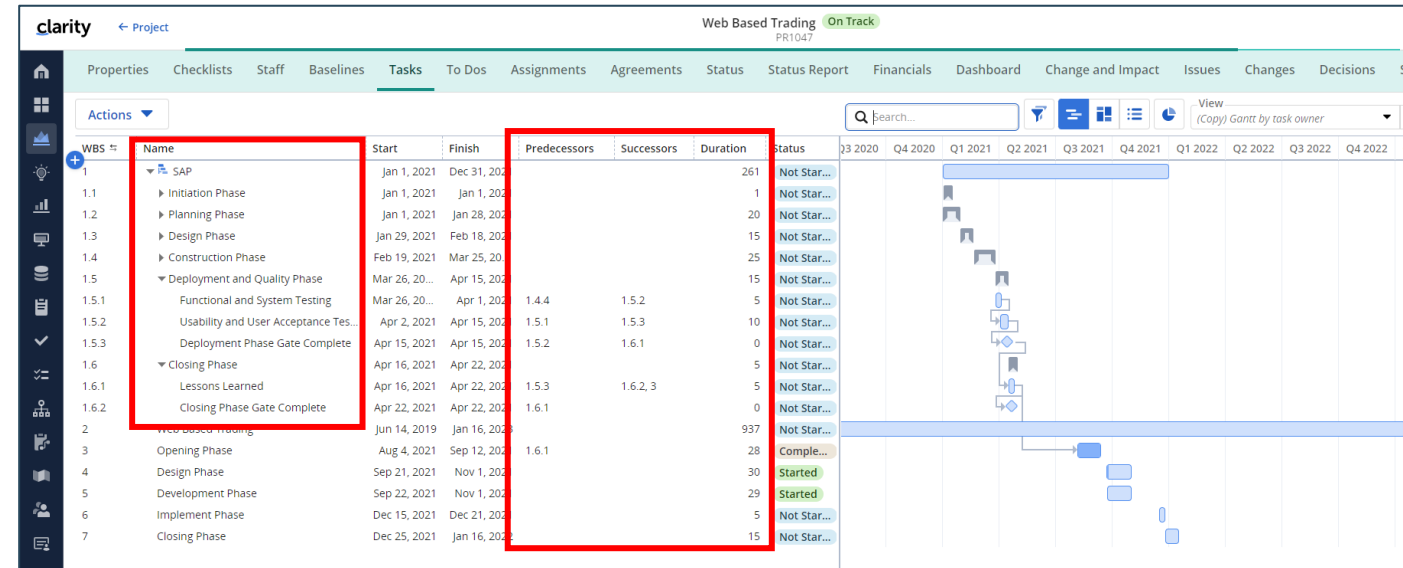 clarity ← Project Web Based Trading On Track
PR1047
Properties Checklists Staff Baselines Tasks To Dos Assignments Agreements Status Status Report Financials Dashboard Change and Impact Issues Changes Decisions
Actions Search... View
(Copy) Gantt by task owner
WBS Name Start Finish Predecessors Successors Duration Status Q3 2020 Q4 2020 Q1 2021 Q2 2021 Q3 2021 Q4 2021 Q1 2022 Q2 2022 Q3 2022 Q4 2022
1 SAP Jan 1, 2021 Dec 31, 202 261 Not Star...
1.1 Initiation Phase Jan 1, 2021 Jan 1, 202 1 Not Star...
1.2 Planning Phase Jan 1, 2021 Jan 28, 202 20 Not Star...
1.3 Design Phase Jan 29, 2021 Feb 18, 202 15 Not Star...
1.4 Construction Phase Feb 19, 2021 Mar 25, 20.. 25 Not Star...
1.5 Deployment and Quality Phase Mar 26, 20... Apr 15, 202 15 Not Star...
1.5.1 Functional and System Testing Mar 26, 20... Apr 1, 202 1.4.4 1.5.2 5 Not Star...
1.5.2 Usability and User Acceptance Tes... Apr 2, 2021 Apr 15, 202 1.5.1 1.5.3 10 Not Star...
1.5.3 Deployment Phase Gate Complete Apr 15, 2021 Apr 15, 202 1.5.2 1.6.1 0 Not Star...
1.6 Closing Phase Apr 16, 2021 Apr 22, 202 5 Not Star...
1.6.1 Lessons Learned Apr 16, 2021 Apr 22, 202 1.5.3 1.6.2, 3 5 Not Star...
1.6.2 Closing Phase Gate Complete Apr 22, 2021 Apr 22, 202 1.6.1 0 Not Star...
2 Web Based Trading Jun 14, 2019 Jan 16, 202 937 Not Star...
3 Opening Phase Aug 4, 2021 Sep 12, 202 1.6.1 28 Comple...
4 Design Phase Sep 21, 2021 Nov 1, 202 30 Started
5 Development Phase Sep 22, 2021 Nov 1, 202 29 Started
6 Implement Phase Dec 15, 2021 Dec 21, 202 5 Not Star...
7 Closing Phase Dec 25, 2021 Jan 16, 202 15 Not Star...